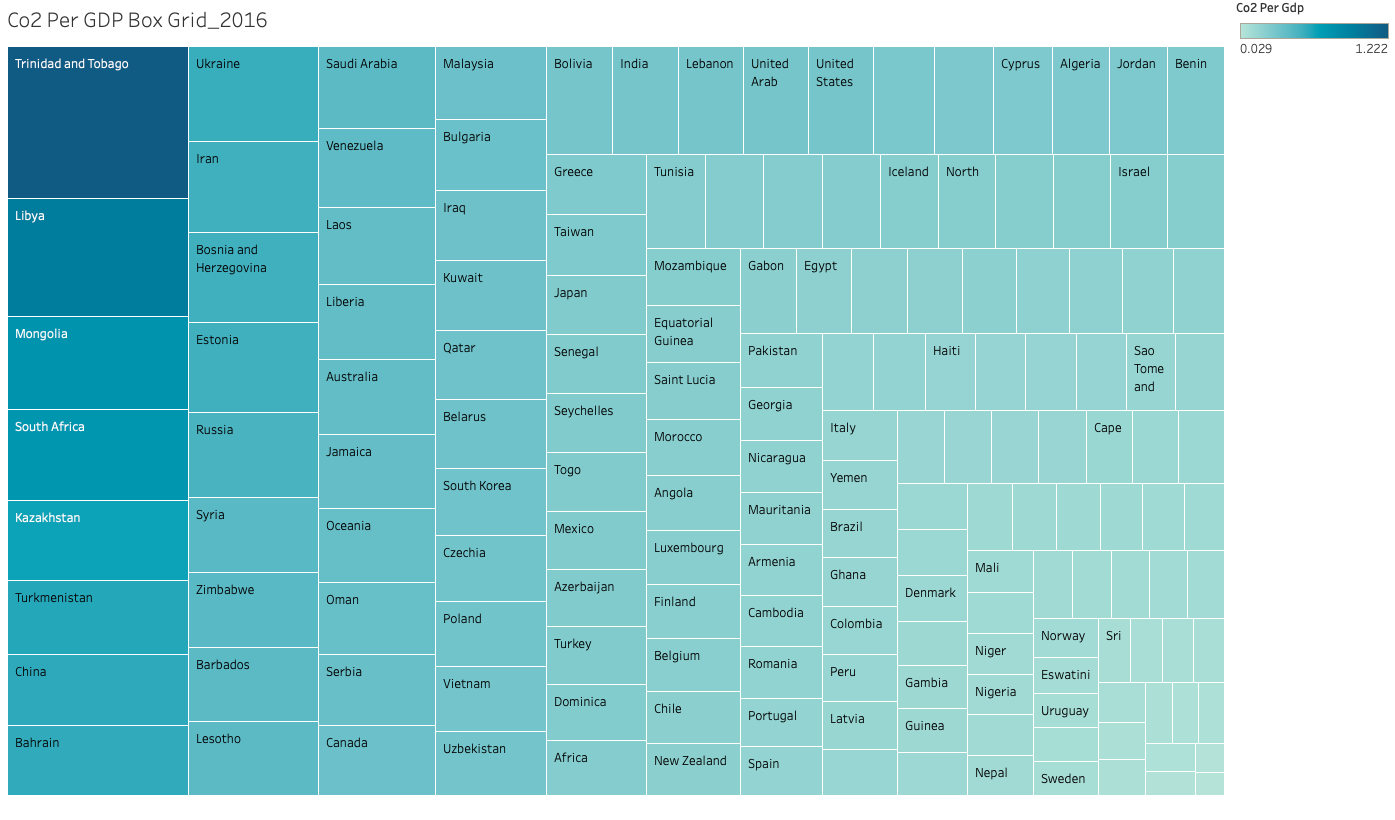 Co2 Per GDP Box Grid_2016
Co2 Per Gdp
0.029 1.222
Trinidad and Tobago
Libya
Mongolia
South Africa
Kazakhstan
Turkmenistan
China
Bahrain
Ukraine
Iran
Bosnia and
Herzegovina
Estonia
Russia
Syria
Zimbabwe
Barbados
Lesotho
Saudi Arabia
Venezuela
Laos
Liberia
Australia
Jamaica
Oceania
Oman
Serbia
Canada
Malaysia
Bulgaria
Iraq
Kuwait
Qatar
Belarus
South Korea
Czechia
Poland
Vietnam
Uzbekistan
Bolivia
India
Lebanon
United
Arab
United
States
Cyprus
Algeria
Jordan
Benin
Greece
Taiwan
Japan
Senegal
Seychelles
Togo
Mexico
Azerbaijan
Turkey
Dominica
Africa
Tunisia
Iceland
North
Israel
Mozambique
Equatorial
Guinea
Saint Lucia
Morocco
Angola
Luxembourg
Finland
Belgium
Chile
New Zealand
Gabon
Egypt
Pakistan
Georgia
Nicaragua
Mauritania
Armenia
Cambodia
Romania
Portugal
Spain
Haiti
Sao
Tome
and
Italy
Yemen
Brazil
Ghana
Colombia
Peru
Latvia
Cape
Denmark
Gambia
Guinea
Mali
Niger
Nigeria
Nepal
Norway
Eswatini
Uruguay
Sweden
Sri